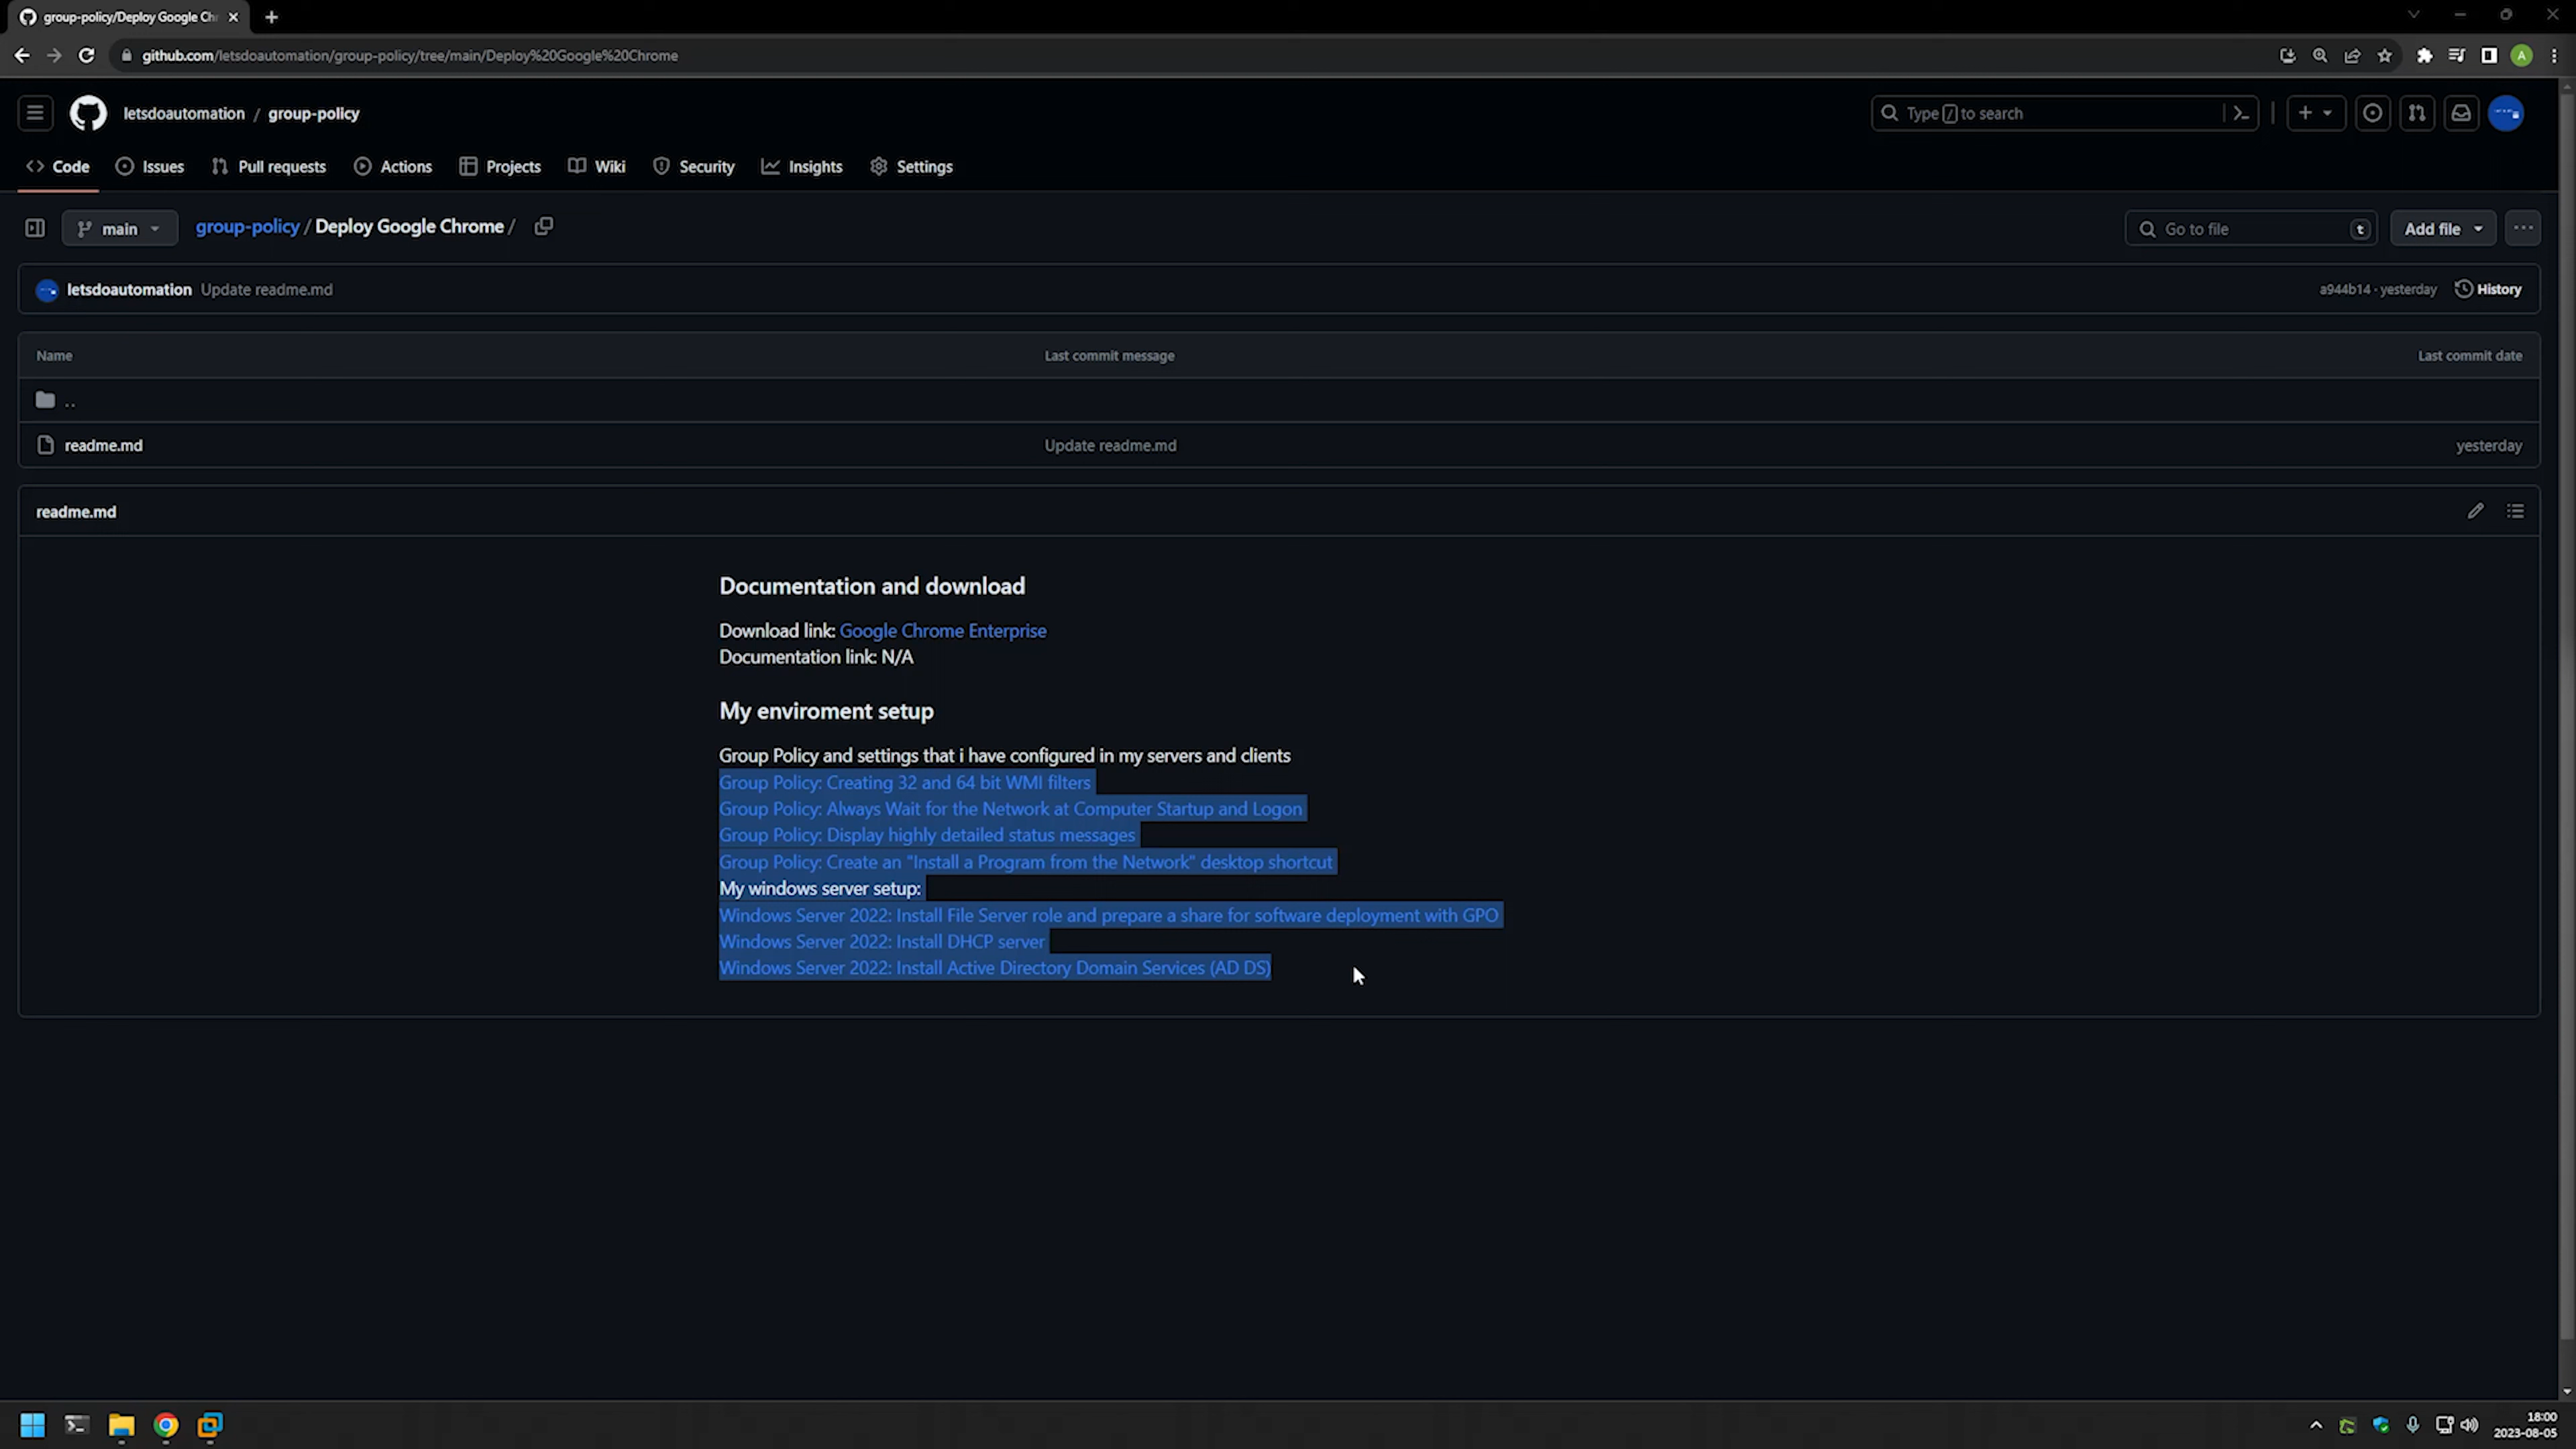 group-policy/Deploy Google Chr
github.com/letsdoautomation/group-policy/tree/main/Deploy%20Google%20Chrome
A
letsdoautomation / group-policy
Type / to search
Code Issues Pull requests Actions Projects Wiki Security Insights Settings
main group-policy / Deploy Google Chrome /
Go to file t Add file
letsdoautomation Update readme.md a944b14 · yesterday History
Name Last commit message Last commit date
..
readme.md Update readme.md yesterday
readme.md
Documentation and download
Download link: Google Chrome Enterprise
Documentation link: N/A
My enviroment setup
Group Policy and settings that i have configured in my servers and clients
Group Policy: Creating 32 and 64 bit WMI filters
Group Policy: Always Wait for the Network at Computer Startup and Logon
Group Policy: Display highly detailed status messages
Group Policy: Create an "Install a Program from the Network" desktop shortcut
My windows server setup:
Windows Server 2022: Install File Server role and prepare a share for software deployment with GPO
Windows Server 2022: Install DHCP server
Windows Server 2022: Install Active Directory Domain Services (AD DS)
18:00
2023-08-05